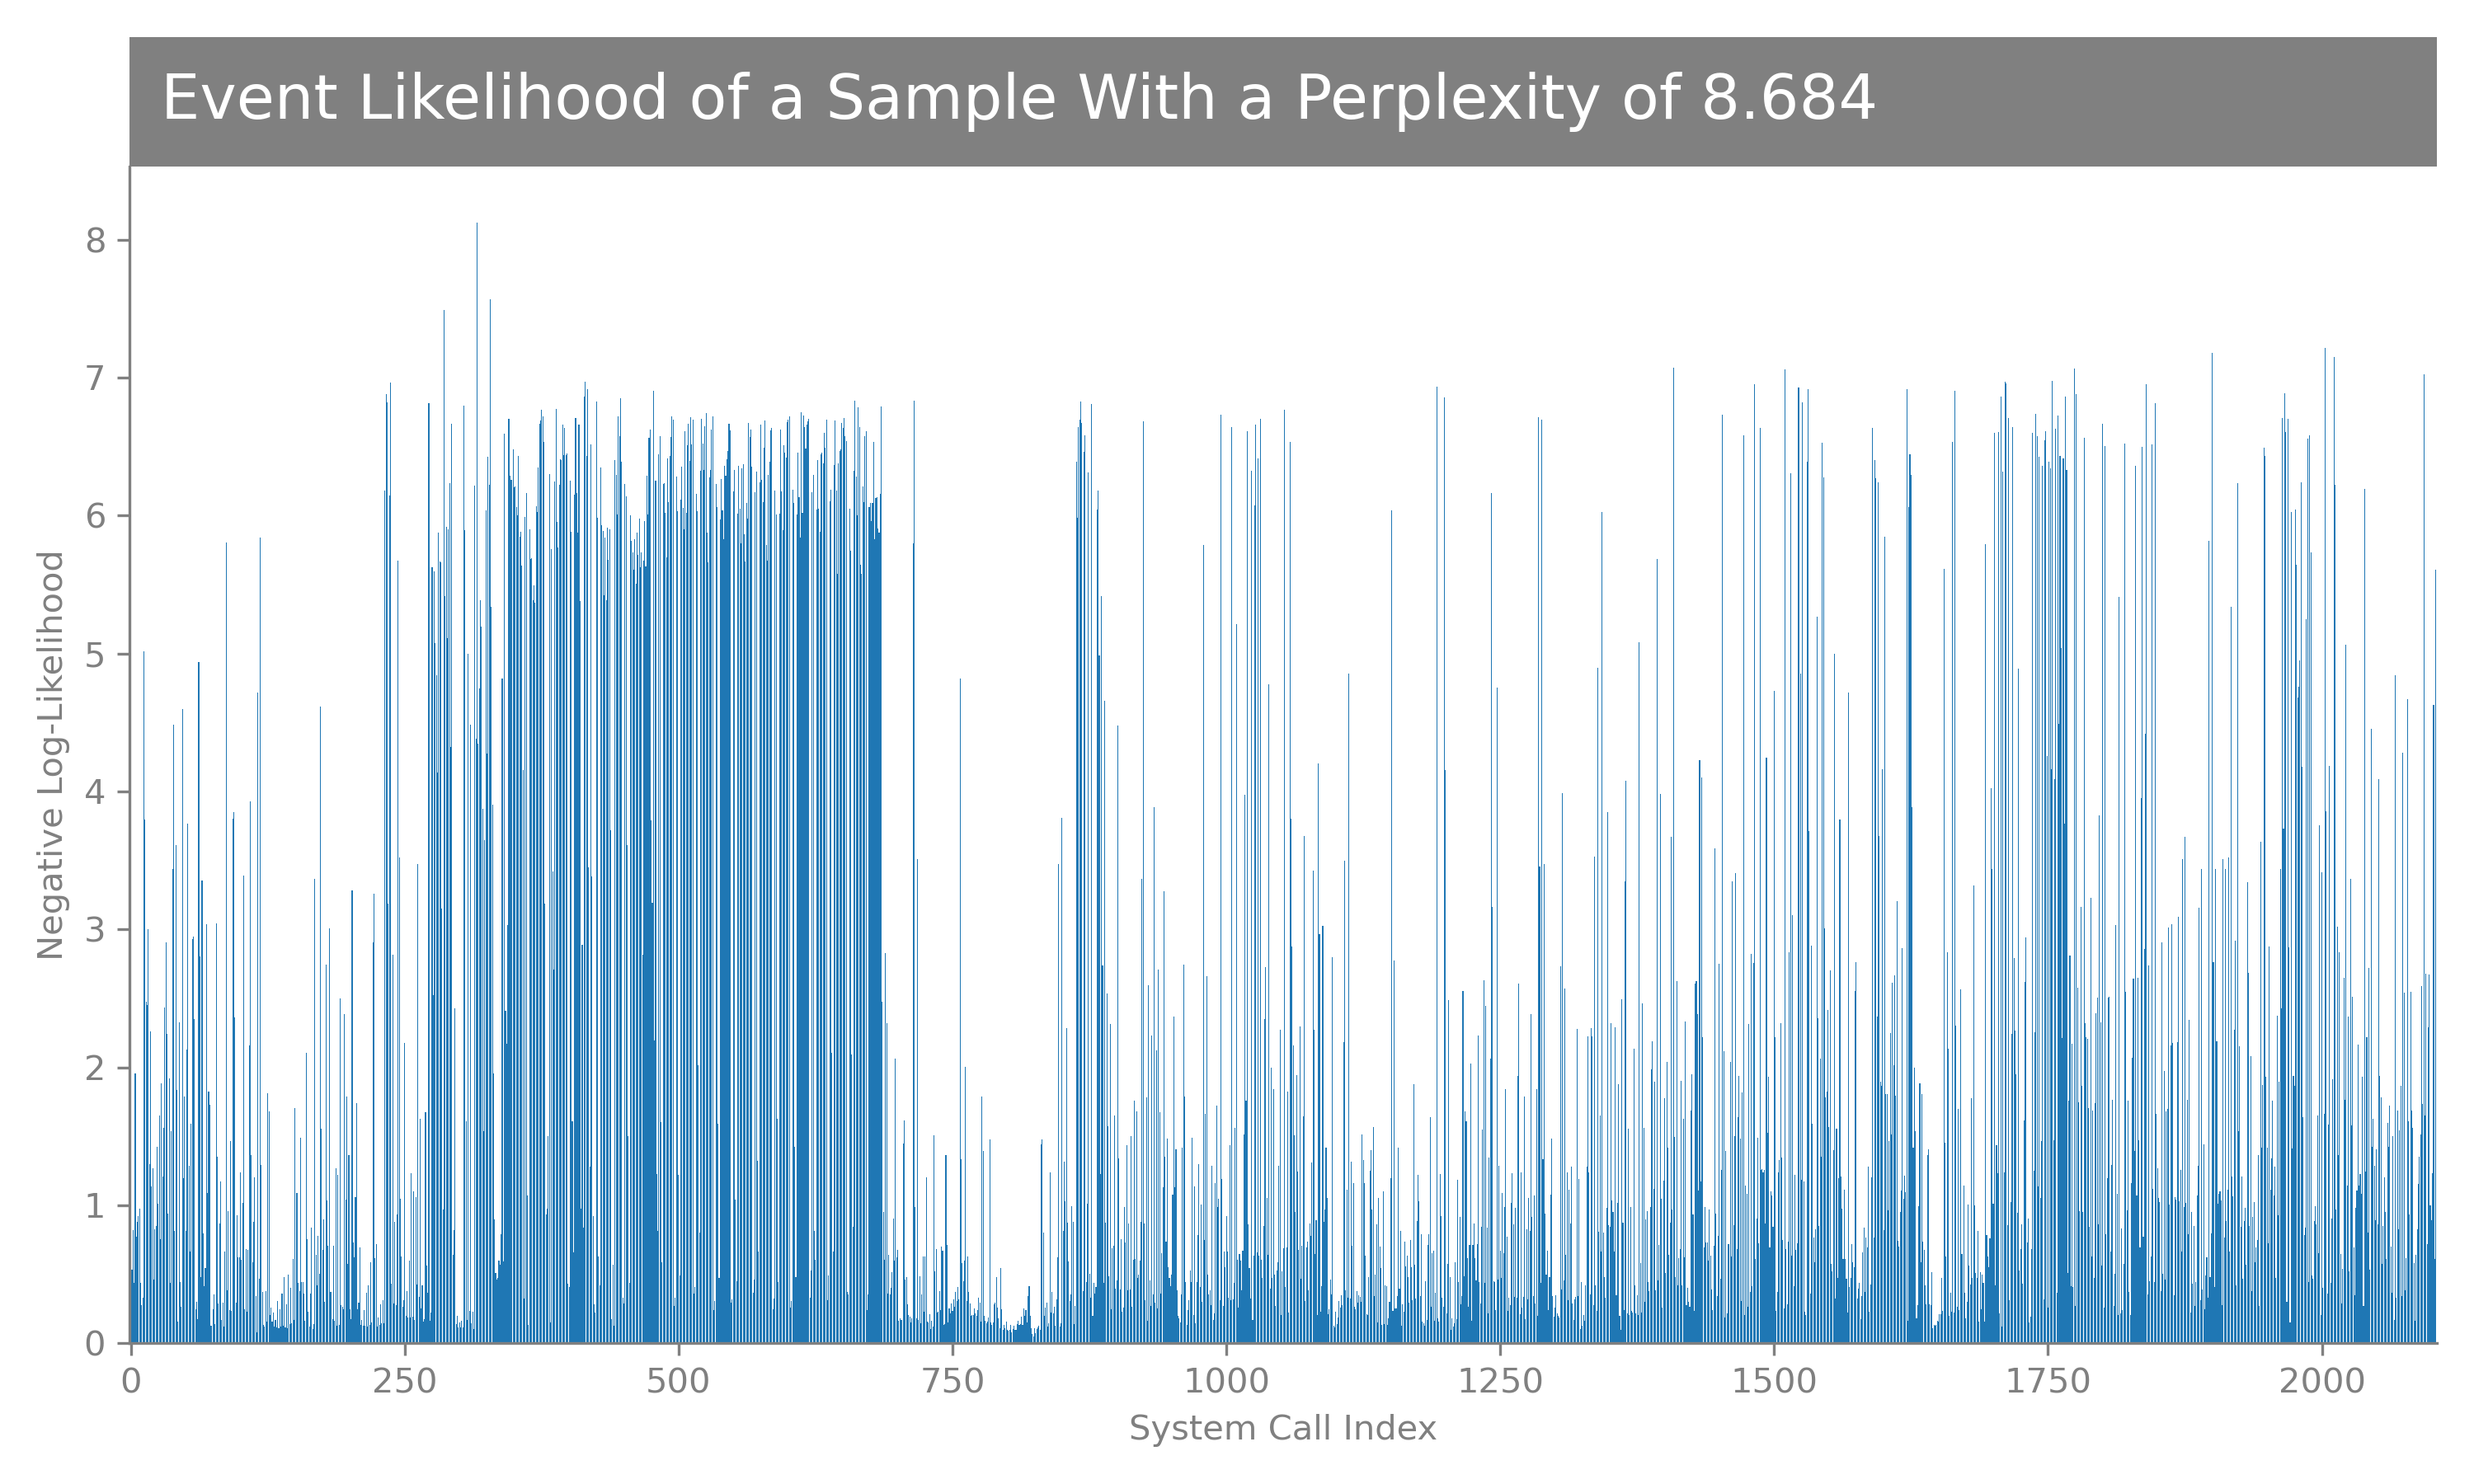 Event Likelihood of a Sample With a Perplexity of 8.684
Negative Log-Likelihood
8
7
6
5
4
3
2
1
0
0 250 500 750 1000 1250 1500 1750 2000
System Call Index